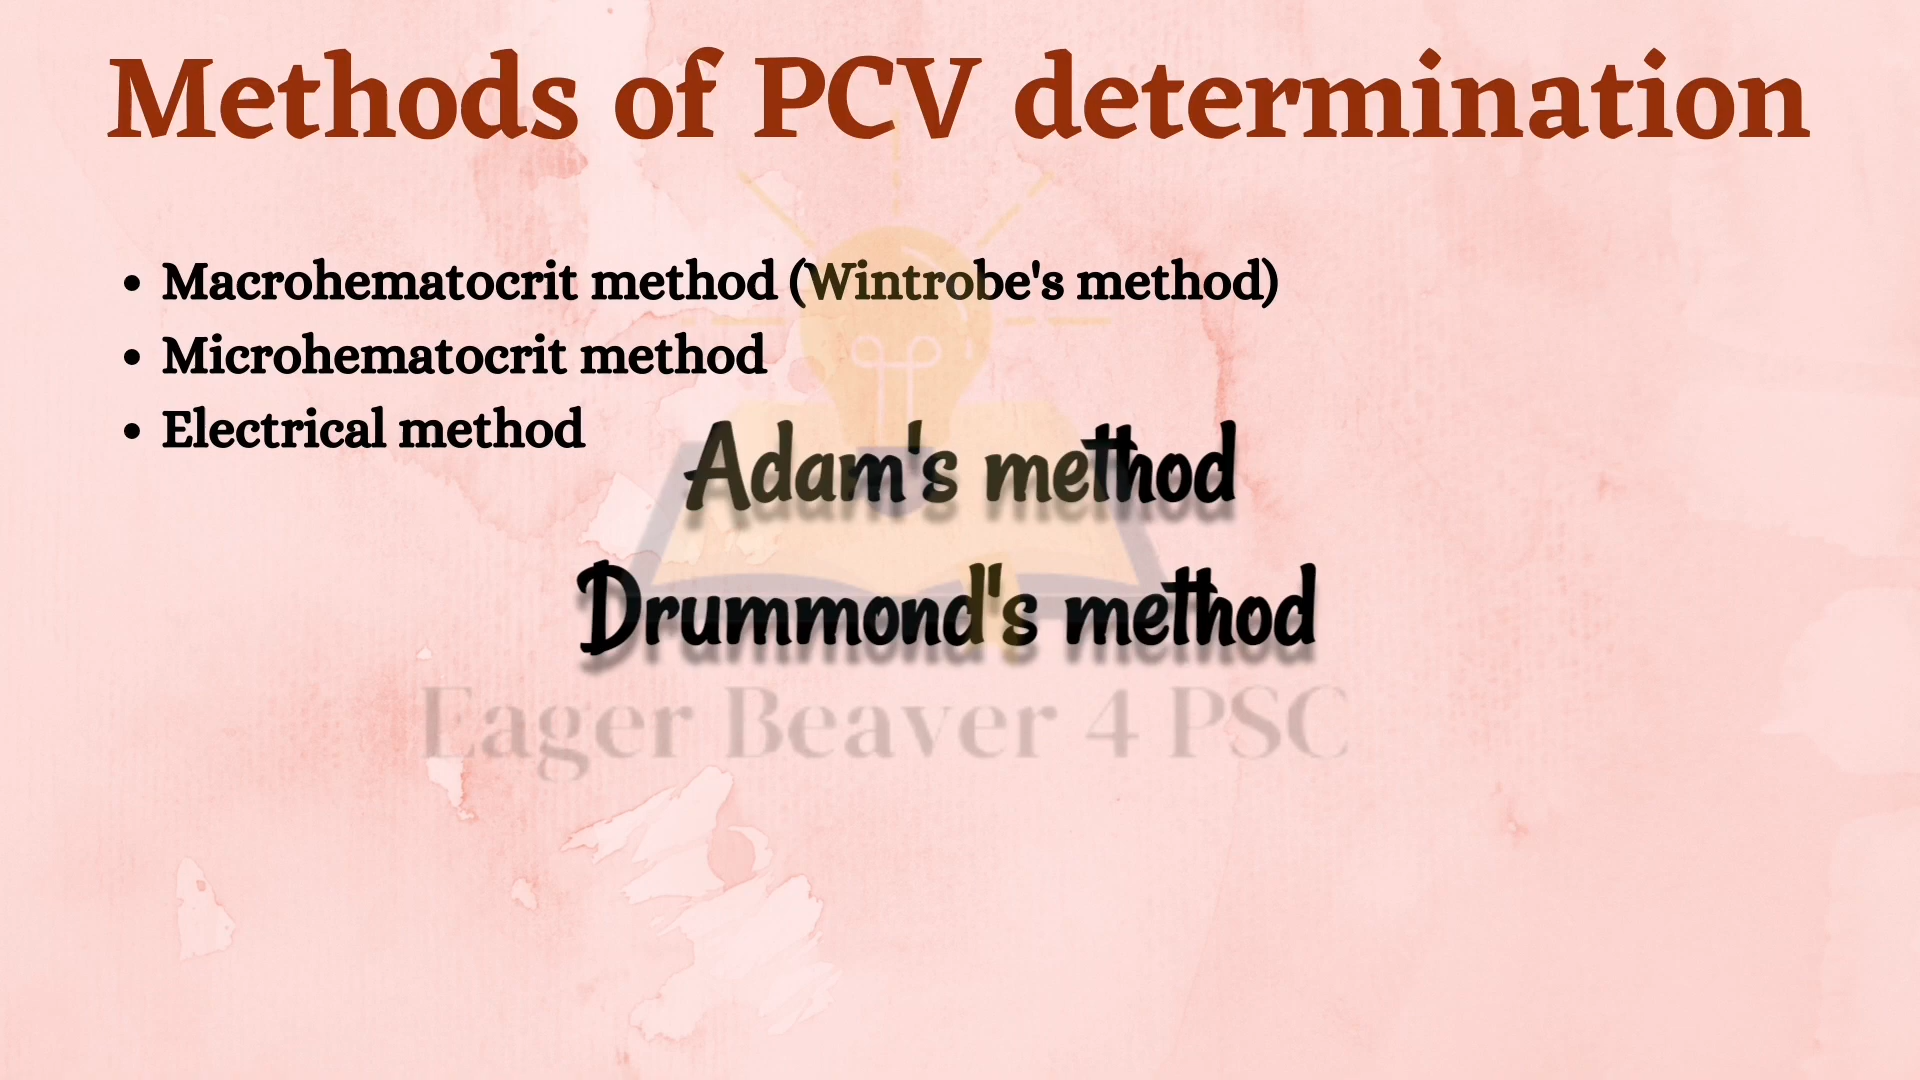 Methods of PCV determination
• Macrohematocrit method (Wintrobe's method)
• Microhematocrit method
• Electrical method
Adam's method
Drummond's method
Eager Beaver 4 PSC